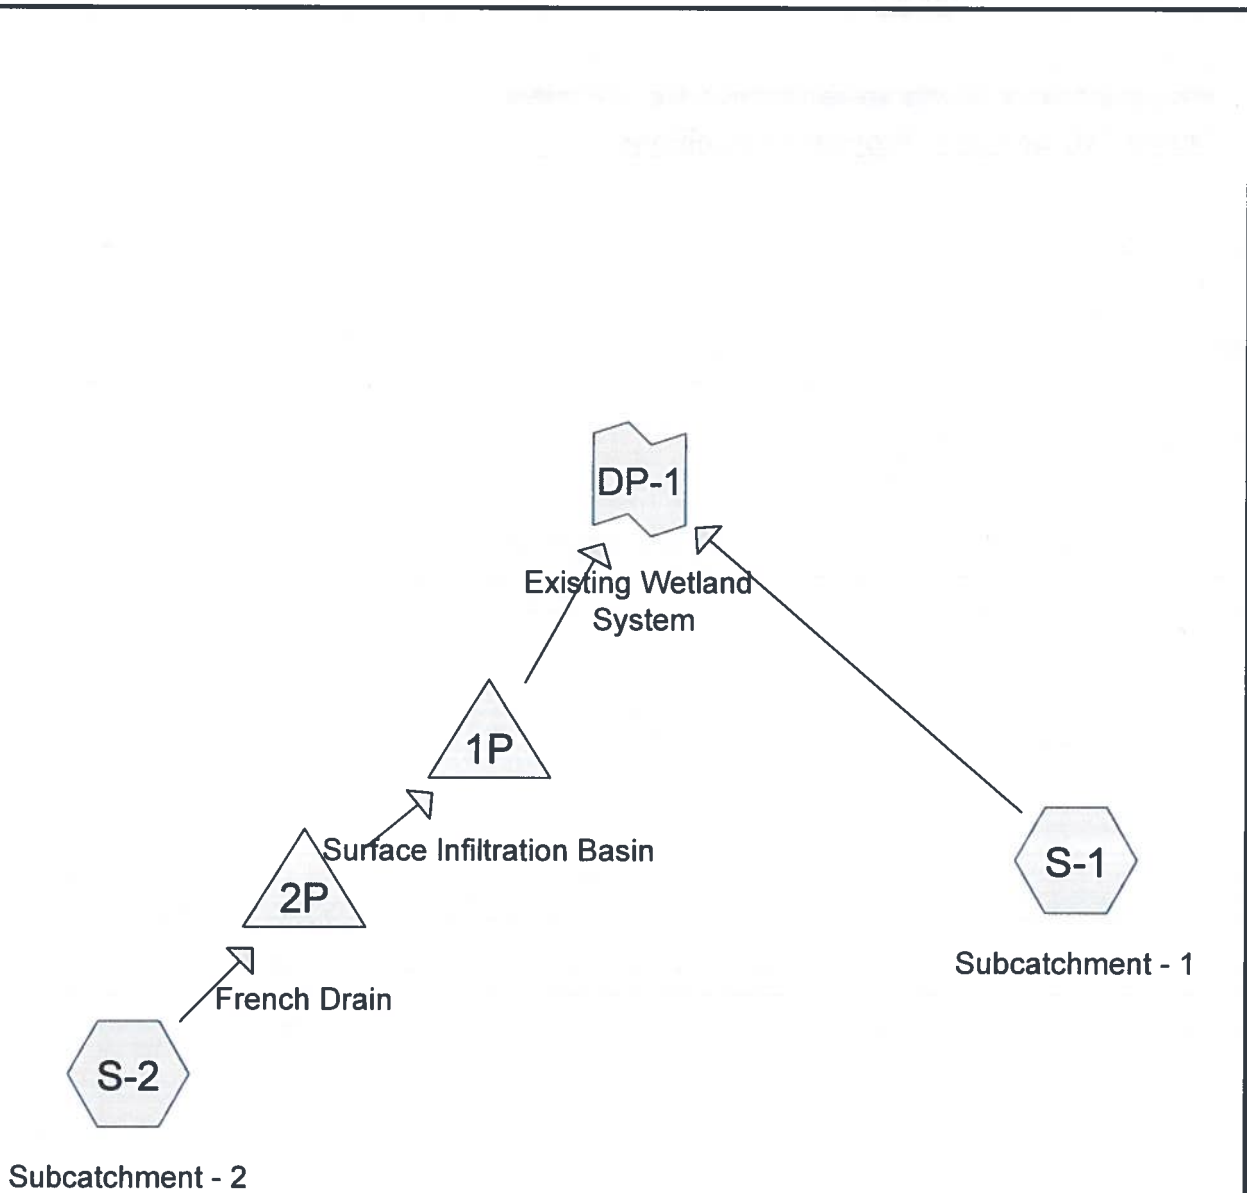 DP-1
Existing Wetland
System
1P
Surface Infiltration Basin
2P
French Drain
S-1
Subcatchment - 1
S-2
Subcatchment - 2